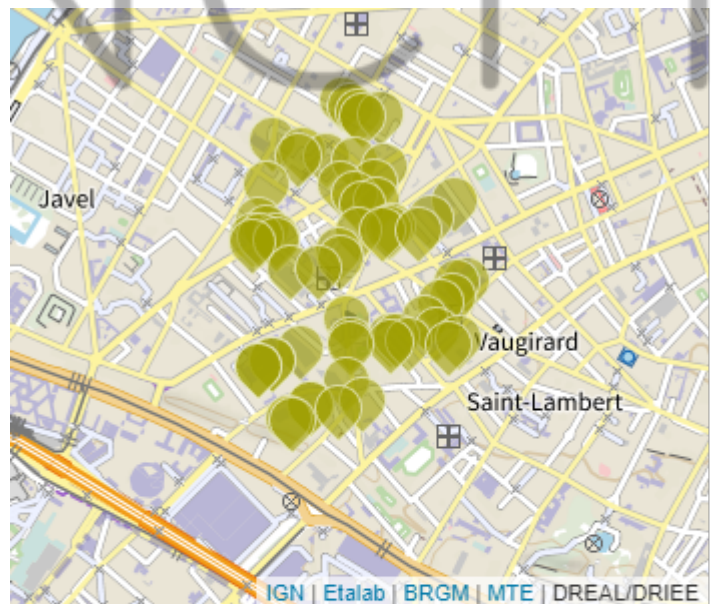 Javel
Vaugirard
Saint-Lambert
IGN | Etalab | BRGM | MTE | DREAL/DRIEE